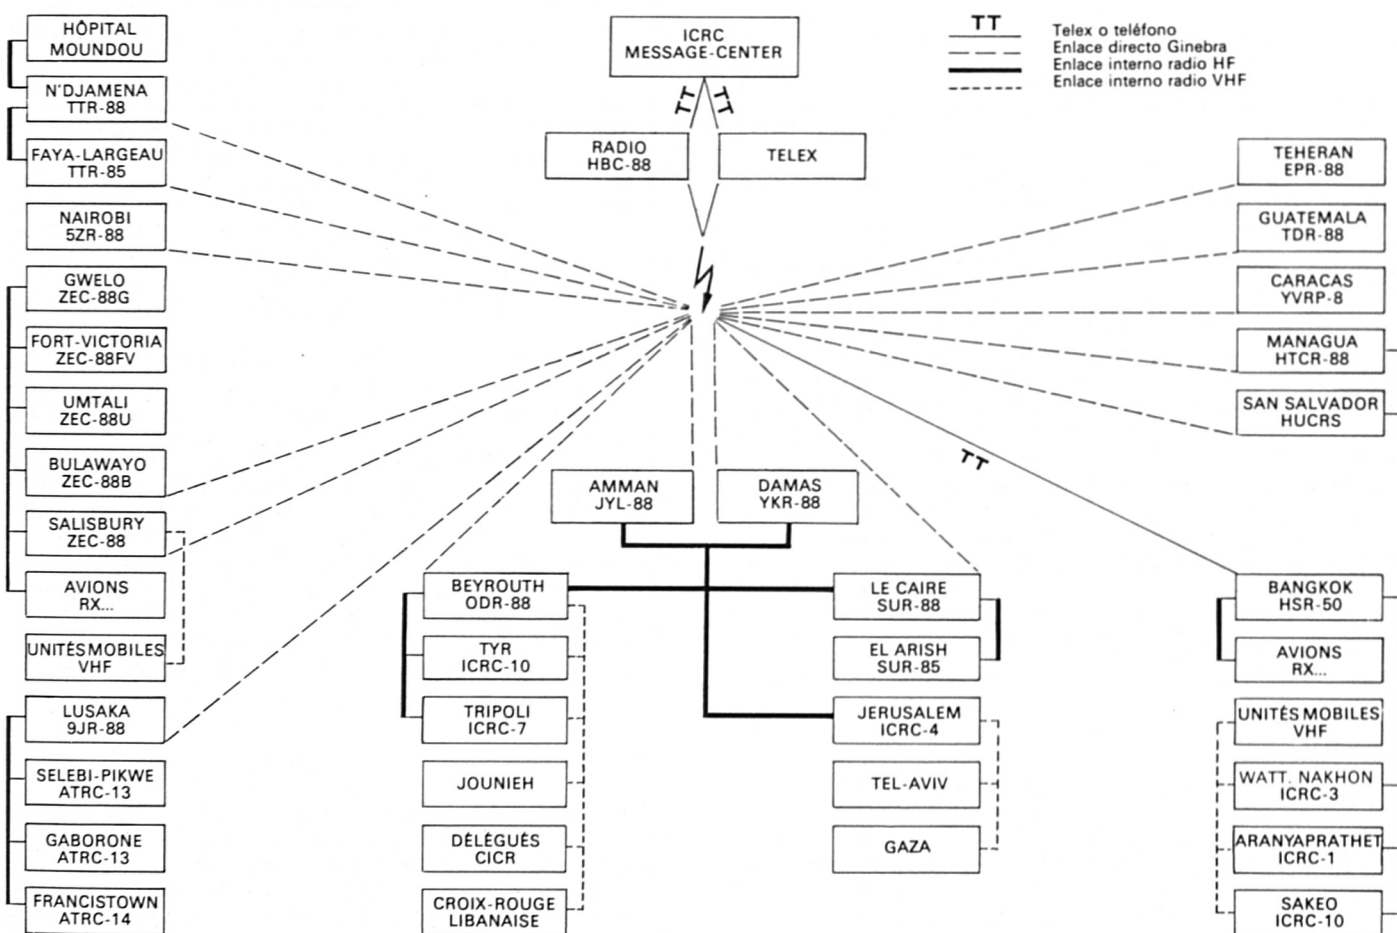 HÔPITAL
MOUNDOU
N'DJAMENA
TTR-88
FAYA-LARGEAU
TTR-85
NAIROBI
5ZR-88
GWELO
ZEC-88G
FORT-VICTORIA
ZEC-88FV
UMTALI
ZEC-88U
BULAWAYO
ZEC-88B
SALISBURY
ZEC-88
AVIONS
RX...
UNITÉS MOBILES
VHF
LUSAKA
9JR-88
SELEBI-PIKWE
ATRC-13
GABORONE
ATRC-13
FRANCISTOWN
ATRC-14
ICRC
MESSAGE-CENTER
TT
TT
RADIO
HBC-88
TELEX
AMMAN
JYL-88
DAMAS
YKR-88
BEYROUTH
ODR-88
TYR
ICRC-10
TRIPOLI
ICRC-7
JOUNIEH
DÉLÉGUÉS
CICR
CROIX-ROUGE
LIBANAISE
LE CAIRE
SUR-88
EL ARISH
SUR-85
JERUSALEM
ICRC-4
TEL-AVIV
GAZA
TT
Telex o teléfono
Enlace directo Ginebra
Enlace interno radio HF
Enlace interno radio VHF
TEHERAN
EPR-88
GUATEMALA
TDR-88
CARACAS
YVRP-8
MANAGUA
HTCR-88
SAN SALVADOR
HUCRS
TT
BANGKOK
HSR-50
AVIONS
RX...
UNITÉS MOBILES
VHF
WATT. NAKHON
ICRC-3
ARANYAPRATHET
ICRC-1
SAKEO
ICRC-10